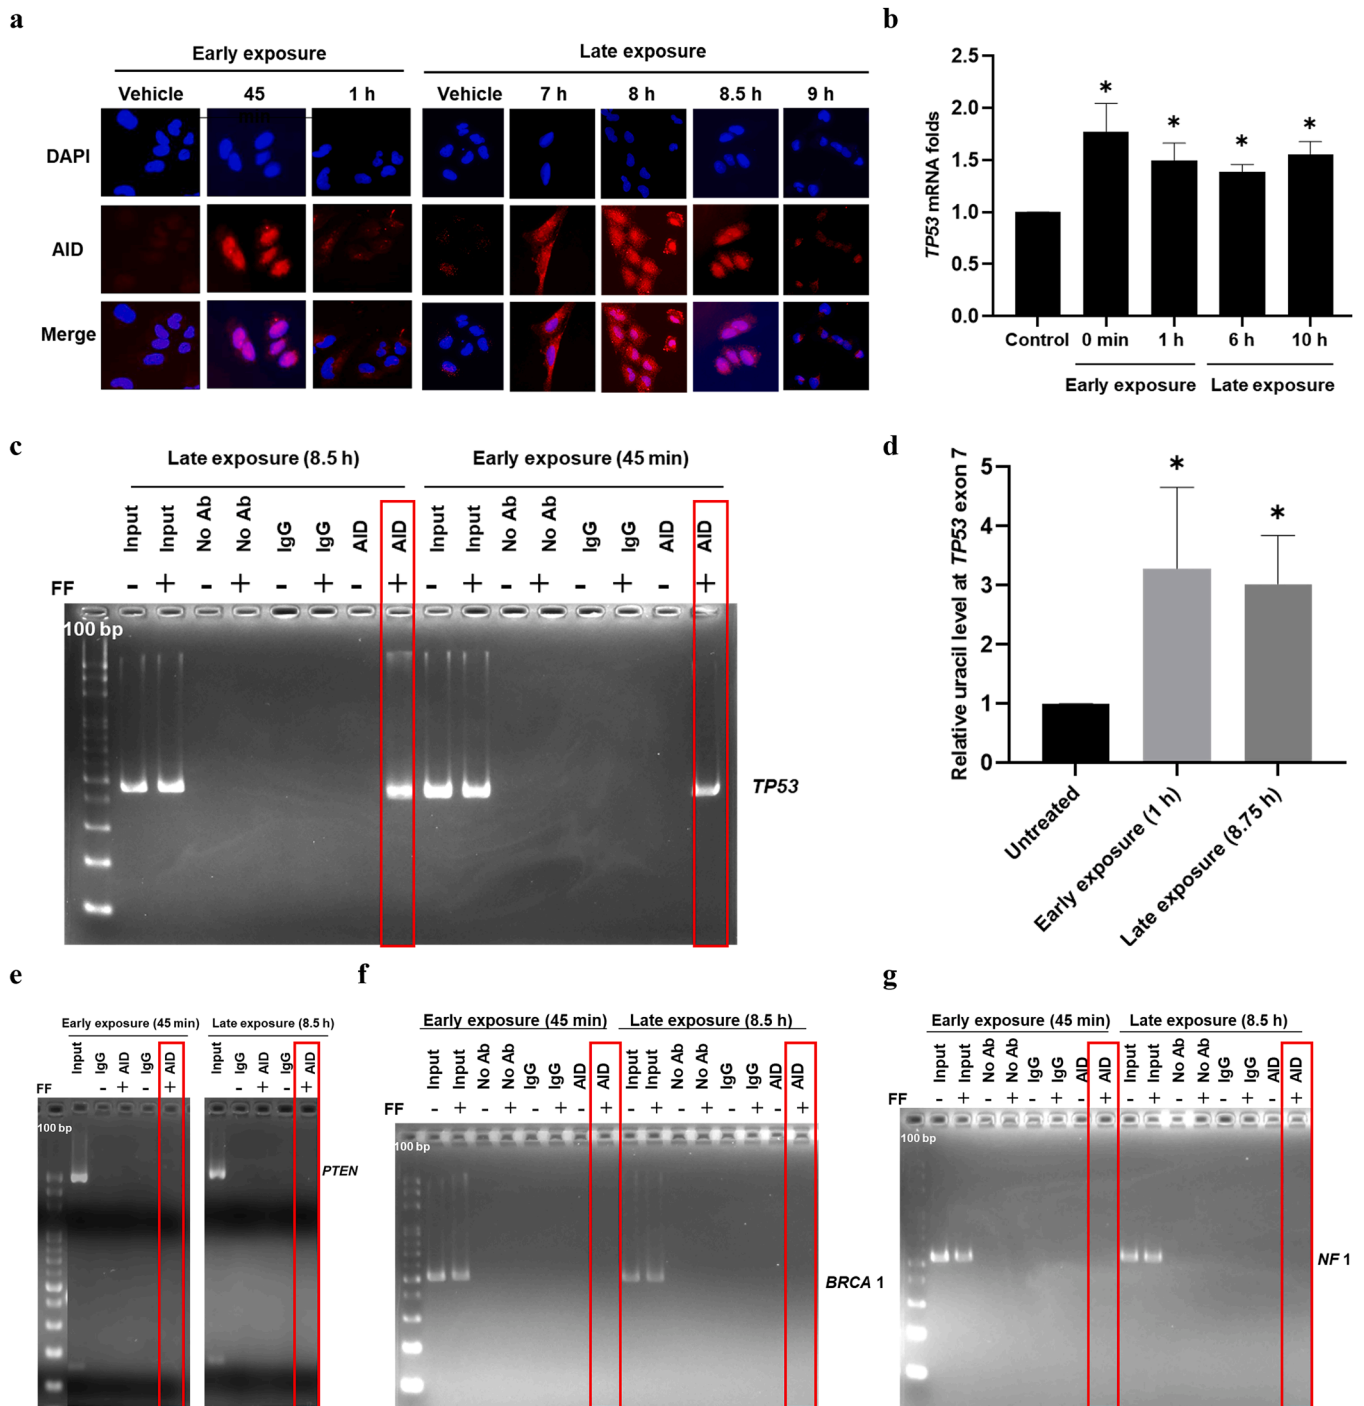 a
Early exposure
Late exposure
Vehicle 45 1 h Vehicle 7 h 8 h 8.5 h 9 h
min
DAPI
AID
Merge
b
TP53 mRNA folds
2.5
2.0
1.5
1.0
0.5
0.0
* * * *
Control 0 min 1 h 6 h 10 h
Early exposure Late exposure
c
Late exposure (8.5 h) Early exposure (45 min)
Input Input No Ab No Ab IgG IgG AID AID Input Input No Ab No Ab IgG IgG AID AID
FF - + - + - + - + - + - + - + - +
100 bp
TP53
d
Relative uracil level at TP53 exon 7
5
4
3
2
1
0
* *
Untreated
Early exposure (1 h)
Late exposure (8.75 h)
e
Early exposure (45 min) Late exposure (8.5 h)
Input IgG AID IgG AID Input IgG AID IgG AID
FF - + - + - + - +
100 bp
PTEN
f
Early exposure (45 min) Late exposure (8.5 h)
Input Input No Ab No Ab IgG IgG AID AID Input Input No Ab No Ab IgG IgG AID AID
FF - + - + - + - + - + - + - + - +
100 bp
BRCA 1
g
Early exposure (45 min) Late exposure (8.5 h)
Input Input No Ab No Ab IgG IgG AID AID Input Input No Ab No Ab IgG IgG AID AID
FF - + - + - + - + - + - + - + - +
100 bp
NF 1